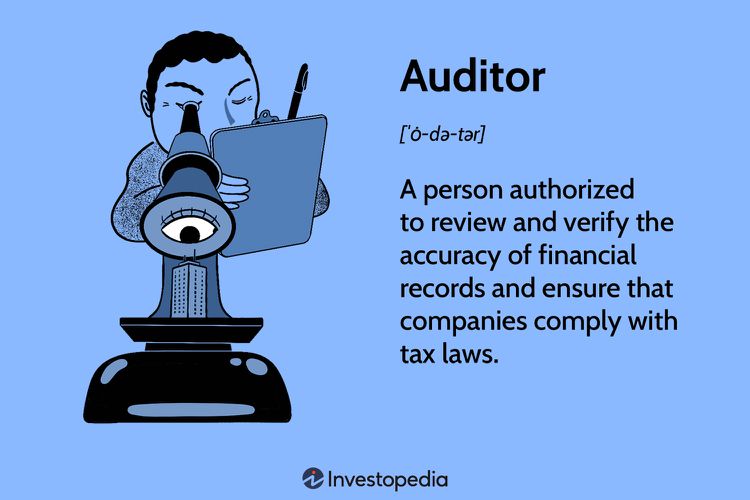 Auditor
['ȯ-də-tər]
A person authorized
to review and verify the
accuracy of financial
records and ensure that
companies comply with
tax laws.
Investopedia